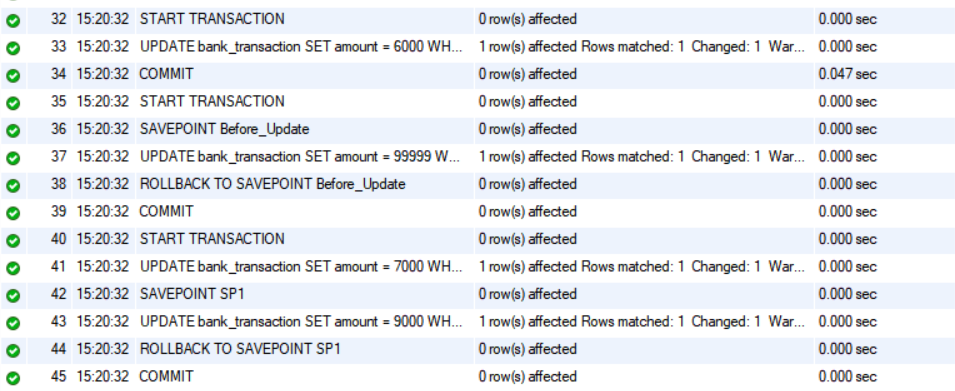 32 15:20:32 START TRANSACTION 0 row(s) affected 0.000 sec
33 15:20:32 UPDATE bank_transaction SET amount = 6000 WH... 1 row(s) affected Rows matched: 1 Changed: 1 War... 0.000 sec
34 15:20:32 COMMIT 0 row(s) affected 0.047 sec
35 15:20:32 START TRANSACTION 0 row(s) affected 0.000 sec
36 15:20:32 SAVEPOINT Before_Update 0 row(s) affected 0.000 sec
37 15:20:32 UPDATE bank_transaction SET amount = 99999 W... 1 row(s) affected Rows matched: 1 Changed: 1 War... 0.000 sec
38 15:20:32 ROLLBACK TO SAVEPOINT Before_Update 0 row(s) affected 0.000 sec
39 15:20:32 COMMIT 0 row(s) affected 0.000 sec
40 15:20:32 START TRANSACTION 0 row(s) affected 0.000 sec
41 15:20:32 UPDATE bank_transaction SET amount = 7000 WH... 1 row(s) affected Rows matched: 1 Changed: 1 War... 0.000 sec
42 15:20:32 SAVEPOINT SP1 0 row(s) affected 0.000 sec
43 15:20:32 UPDATE bank_transaction SET amount = 9000 WH... 1 row(s) affected Rows matched: 1 Changed: 1 War... 0.000 sec
44 15:20:32 ROLLBACK TO SAVEPOINT SP1 0 row(s) affected 0.000 sec
45 15:20:32 COMMIT 0 row(s) affected 0.000 sec